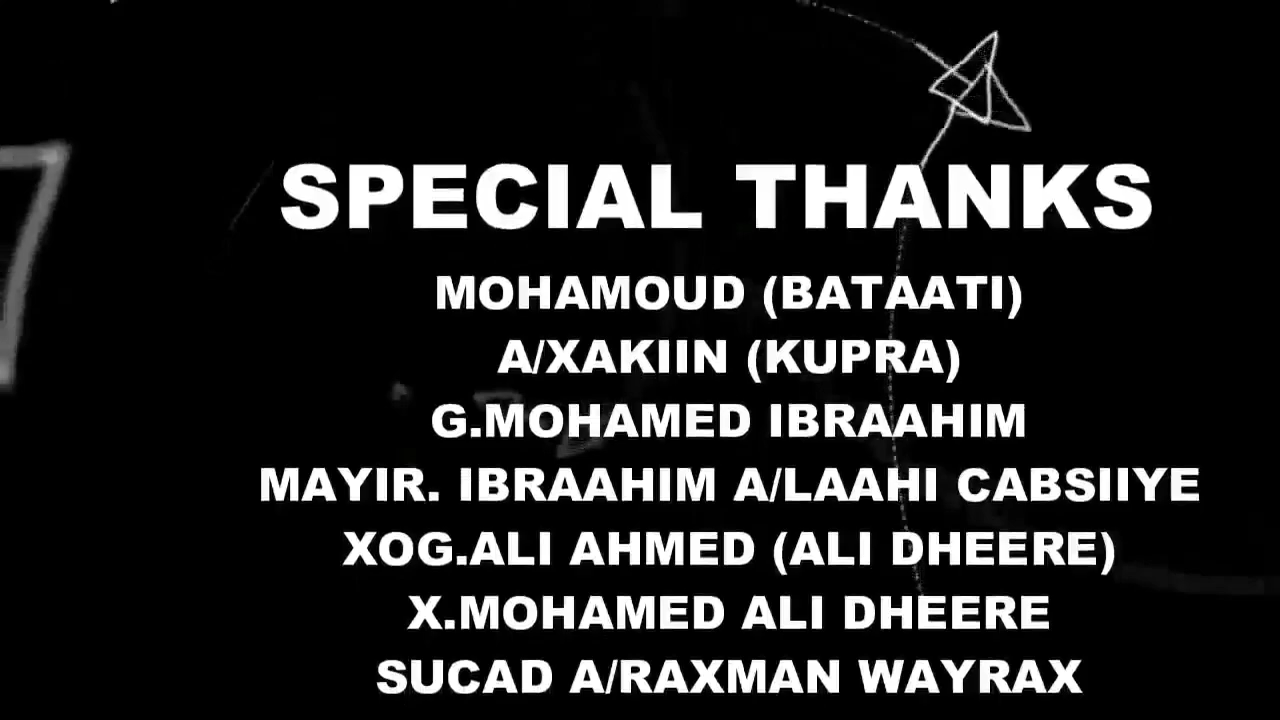 SPECIAL THANKS
MOHAMOUD (BATAATI)
A/XAKIIN (KUPRA)
G.MOHAMED IBRAAHIM
MAYIR. IBRAAHIM A/LAAHI CABSIIYE
XOG.ALI AHMED (ALI DHEERE)
X.MOHAMED ALI DHEERE
SUCAD A/RAXMAN WAYRAX